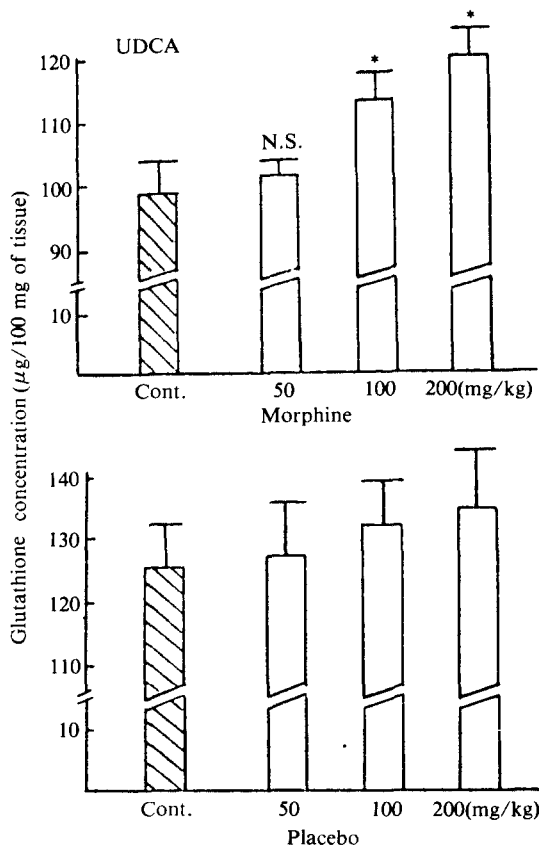 Glutathione concentration (μg/100 mg of tissue)
UDCA
120
110
100
90
10
N.S.
*
*
Cont. 50 100 200(mg/kg)
Morphine
140
130
120
110
10
Cont. 50 100 200(mg/kg)
Placebo